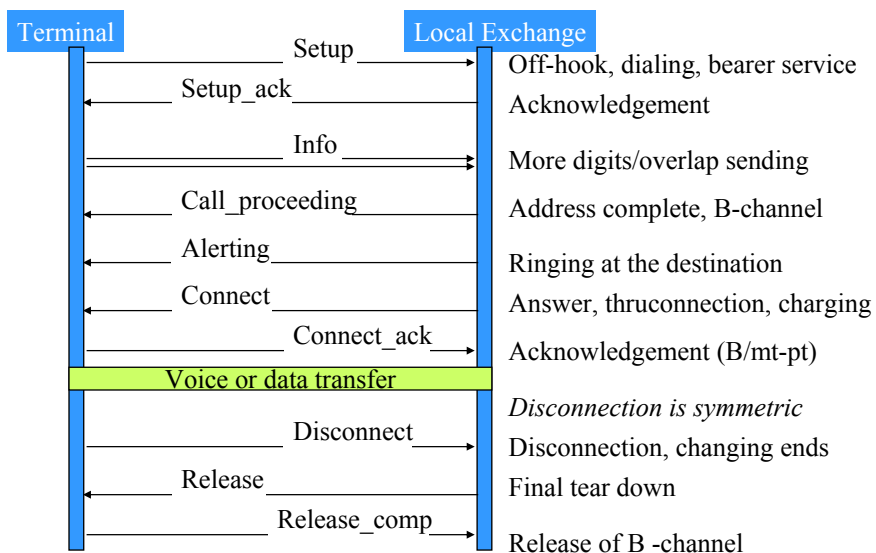 Terminal Local Exchange
Setup
Off-hook, dialing, bearer service
Setup_ack
Acknowledgement
Info
More digits/overlap sending
Call_proceeding
Address complete, B-channel
Alerting
Ringing at the destination
Connect
Answer, thruconnection, charging
Connect_ack
Acknowledgement (B/mt-pt)
Voice or data transfer
Disconnection is symmetric
Disconnect
Disconnection, changing ends
Release
Final tear down
Release_comp
Release of B -channel